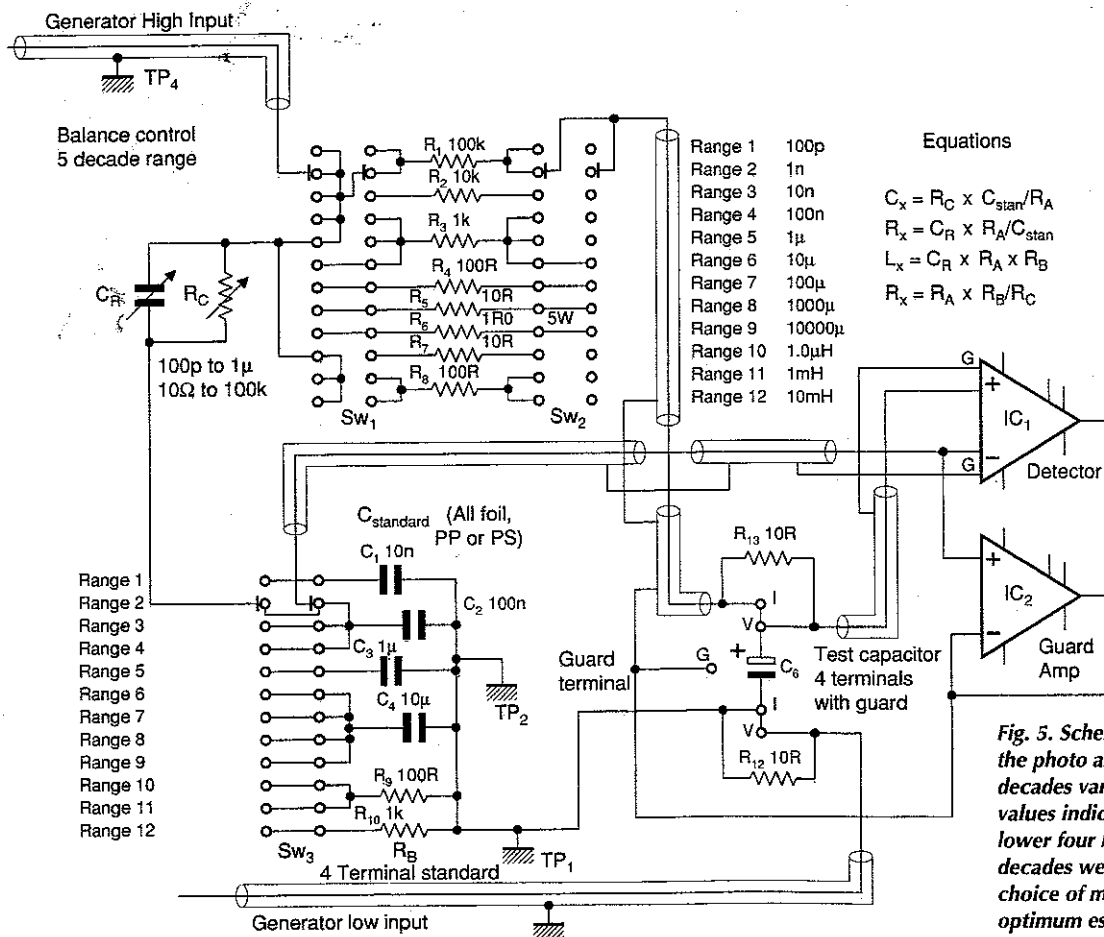 Generator High Input
TP4
Balance control
5 decade range
R1 100k
R2 10k
R3 1k
R4 100R
R5 10R
R6 1R0
5W
R7 10R
R8 100R
CR
RC
100p to 1µ
10Ω to 100k
Sw1
Sw2
Range 1 100p
Range 2 1n
Range 3 10n
Range 4 100n
Range 5 1µ
Range 6 10µ
Range 7 100µ
Range 8 1000µ
Range 9 10000µ
Range 10 1.0µH
Range 11 1mH
Range 12 10mH
Equations
Cx = RC x Cstan/RA
Rx = CR x RA/Cstan
Lx = CR x RA x RB
Rx = RA x RB/RC
G
+
IC1
−
G
Detector
+
IC2
−
Guard
Amp
Cstandard (All foil,
PP or PS)
C1 10n
C2 100n
C3 1µ
C4 10µ
R9 100R
R10 1k
RB
Range 1
Range 2
Range 3
Range 4
Range 5
Range 6
Range 7
Range 8
Range 9
Range 10
Range 11
Range 12
Sw3
4 Terminal standard
TP2
TP1
Guard
terminal
G
R13 10R
I
V
+
C6
I
V
R12 10R
Test capacitor
4 terminals
with guard
Generator low input
Fig. 5. Schem
the photo a
decades var
values indic
lower four
decades we
choice of m
optimum es